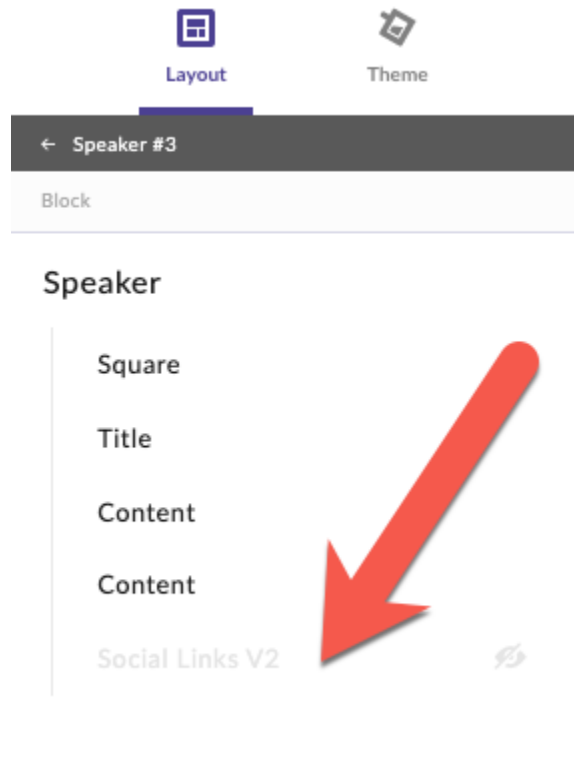 Layout
Theme
← Speaker #3
Block
Speaker
Square
Title
Content
Content
Social Links V2